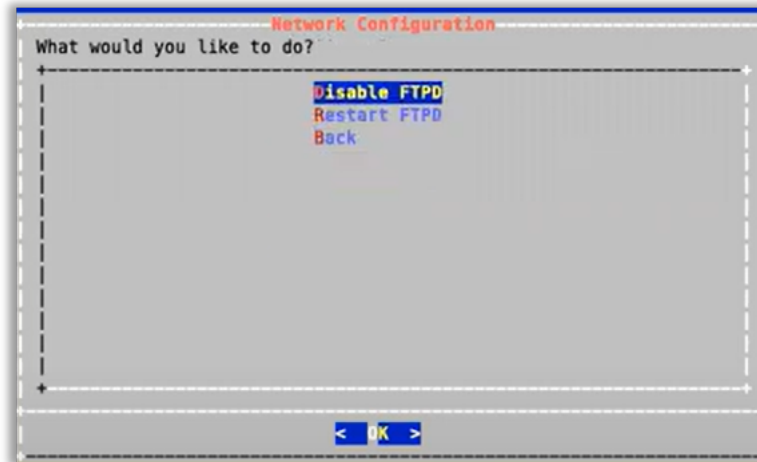 Network Configuration
What would you like to do?
Disable FTPD
Restart FTPD
Back
< OK >